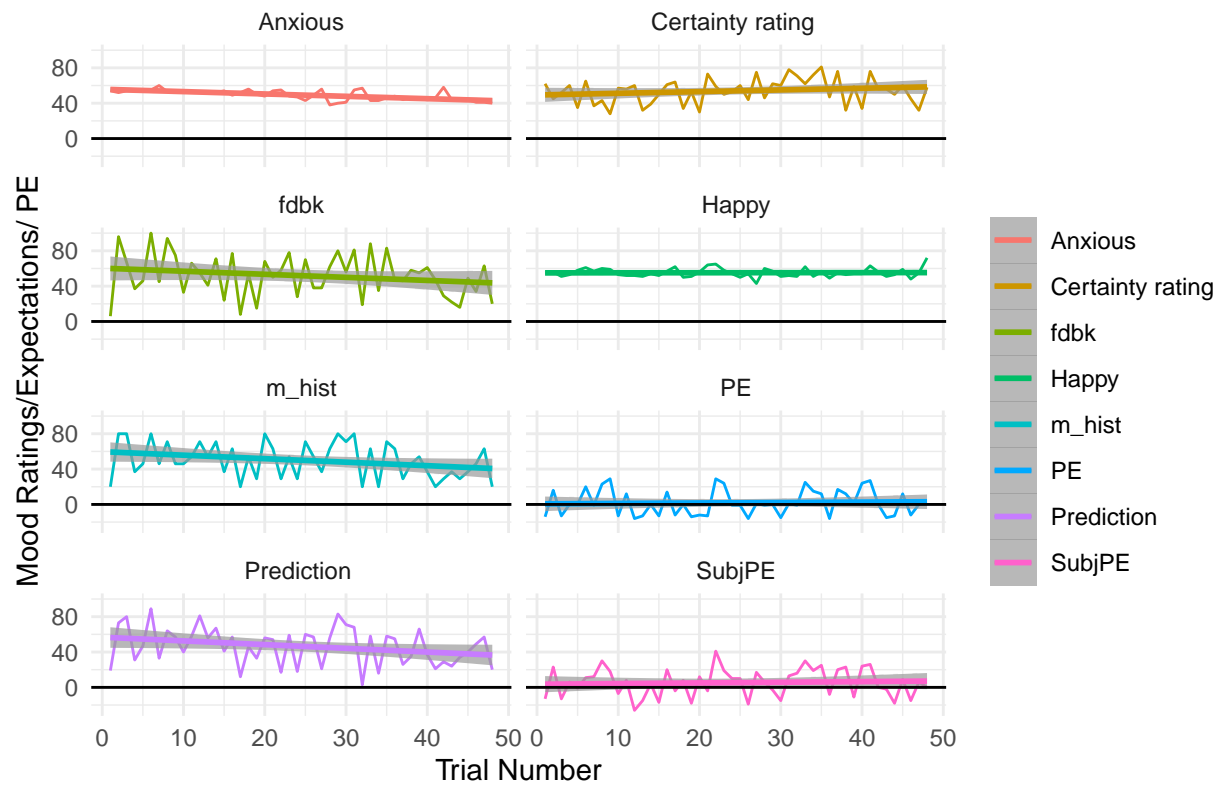 Anxious
Certainty rating
80
40
0
fdbk
Happy
80
40
0
m_hist
PE
80
40
0
Prediction
SubjPE
80
40
0
0 10 20 30 40 50 0 10 20 30 40 50
Trial Number
Mood Ratings/Expectations/ PE
Anxious
Certainty rating
fdbk
Happy
m_hist
PE
Prediction
SubjPE